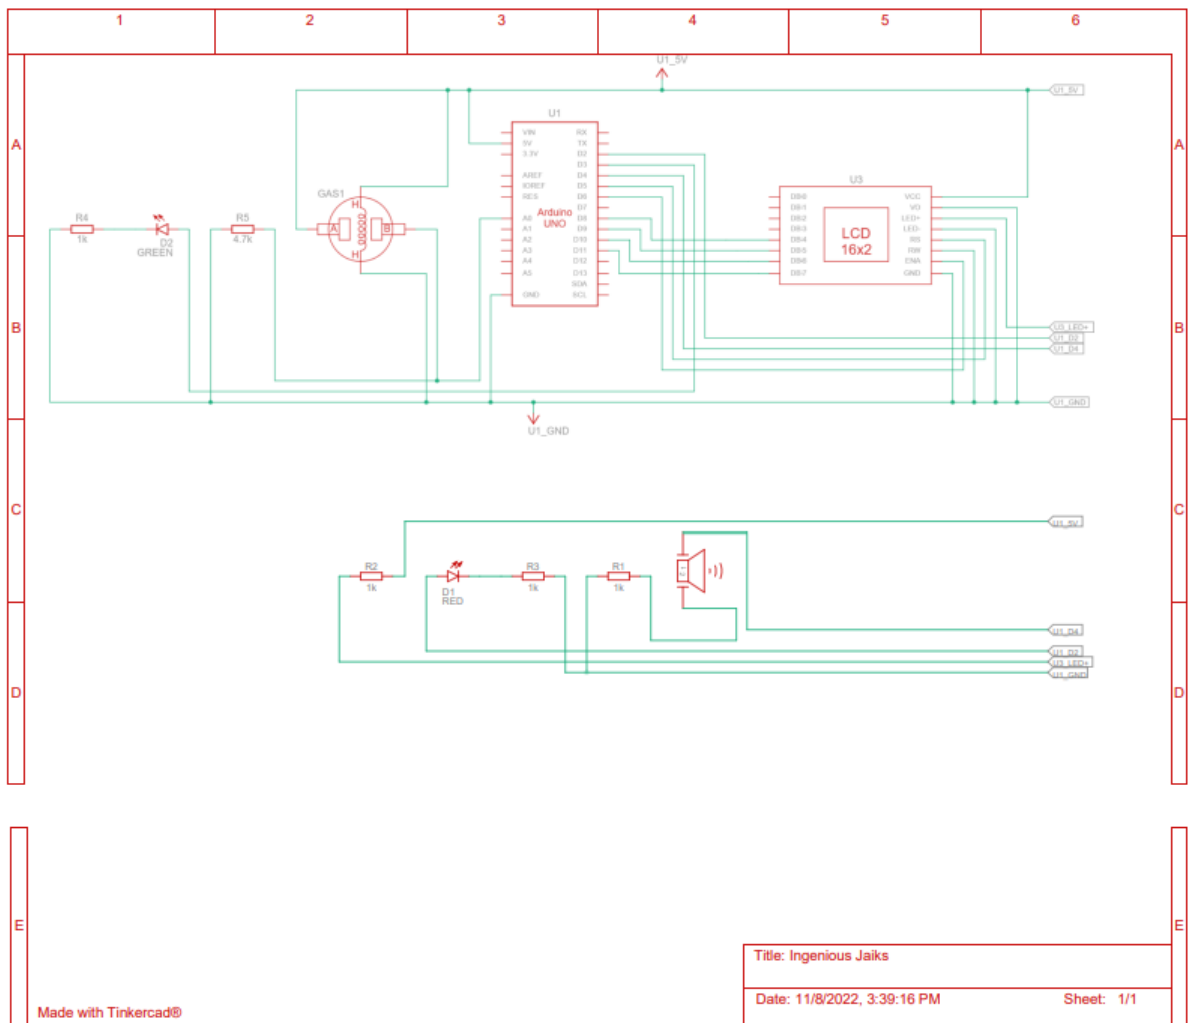 1 2 3 4 5 6
A A
B B
C C
D D
E E
U1_5V
U1_5V
U1
VIN RX
5V TX
3.3V D2
D3
AREF D4
IOREF D5
RES D6
D7
A0 D8
A1 D9
A2 D10
A3 D11
A4 D12
A5 D13
SDA
GND SCL
Arduino
UNO
GAS1
H
A B
H
R4
1k
D2
GREEN
R5
4.7k
U3
DB0 VCC
DB1 VO
DB2 LED+
DB3 LED-
DB4 RS
DB5 RW
DB6 ENA
DB7 GND
LCD
16x2
U3_LED+
U1_D2
U1_D4
U1_GND
U1_GND
U1_5V
R2
1k
D1
RED
R3
1k
R1
1k
U1_D4
U1_D2
U3_LED+
U1_GND
Title: Ingenious Jaiks
Date: 11/8/2022, 3:39:16 PM Sheet: 1/1
Made with Tinkercad®